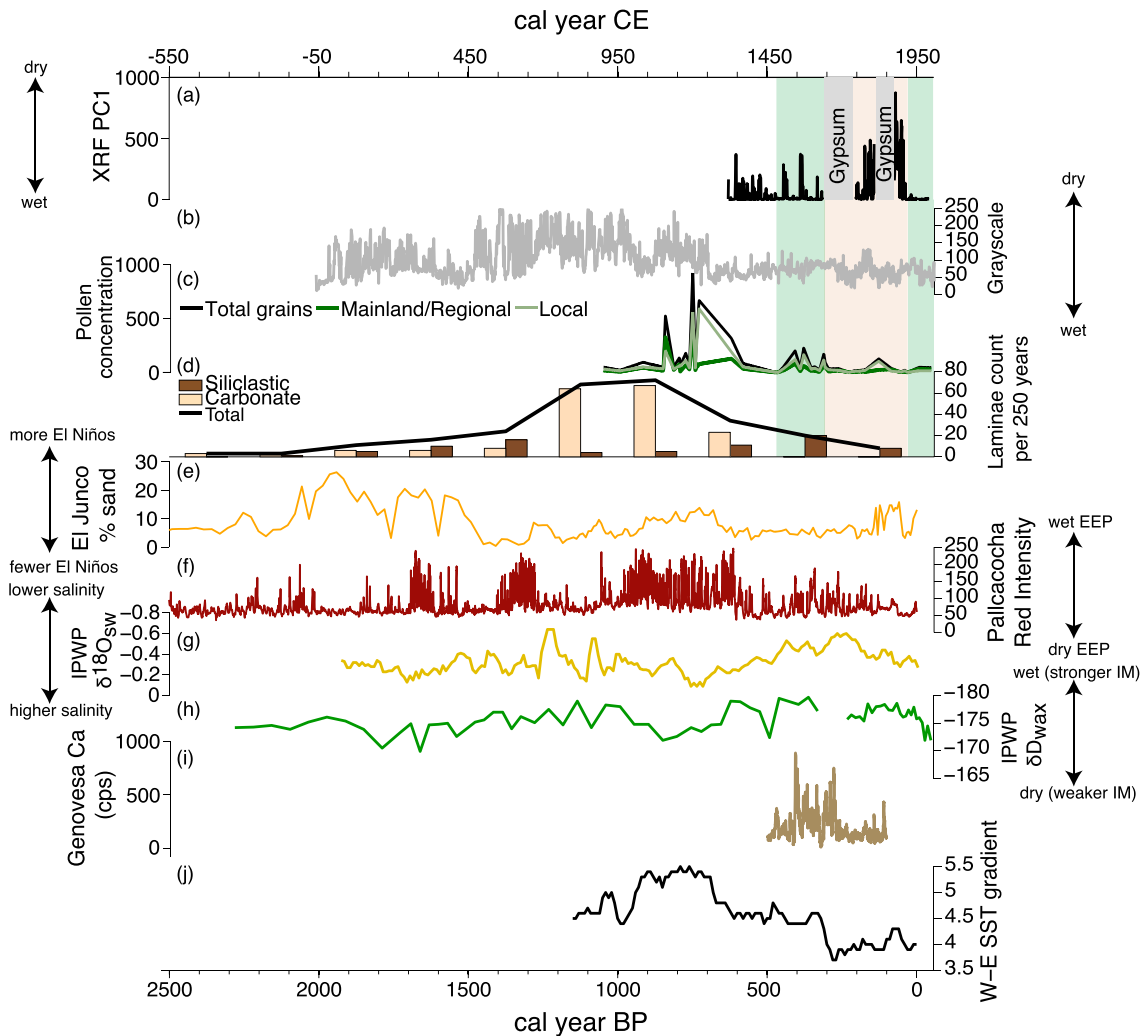 cal year CE
-550 -50 450 950 1450 1950
dry
wet
XRF PC1
1000
500
0
(a)
Gypsum
Gypsum
dry
wet
(b)
250
200
150
100
50
0
Grayscale
Pollen
concentration
1000
500
0
(c)
Total grains Mainland/Regional Local
(d)
Siliclastic
Carbonate
Total
80
60
40
20
0
Laminae count
per 250 years
more El Niños
fewer El Niños
El Junco
% sand
30
20
10
0
(e)
wet EEP
dry EEP
(f)
250
200
150
100
50
0
Pallcacocha
Red Intensity
lower salinity
higher salinity
IPWP
δ18Osw
−0.8
−0.6
−0.4
−0.2
0
(g)
wet (stronger IM)
dry (weaker IM)
(h)
−180
−175
−170
−165
IPWP
δDwax
Genovesa Ca
(cps)
1000
500
0
(i)
(j)
5.5
5
4.5
4
3.5
W−E SST gradient
2500 2000 1500 1000 500 0
cal year BP